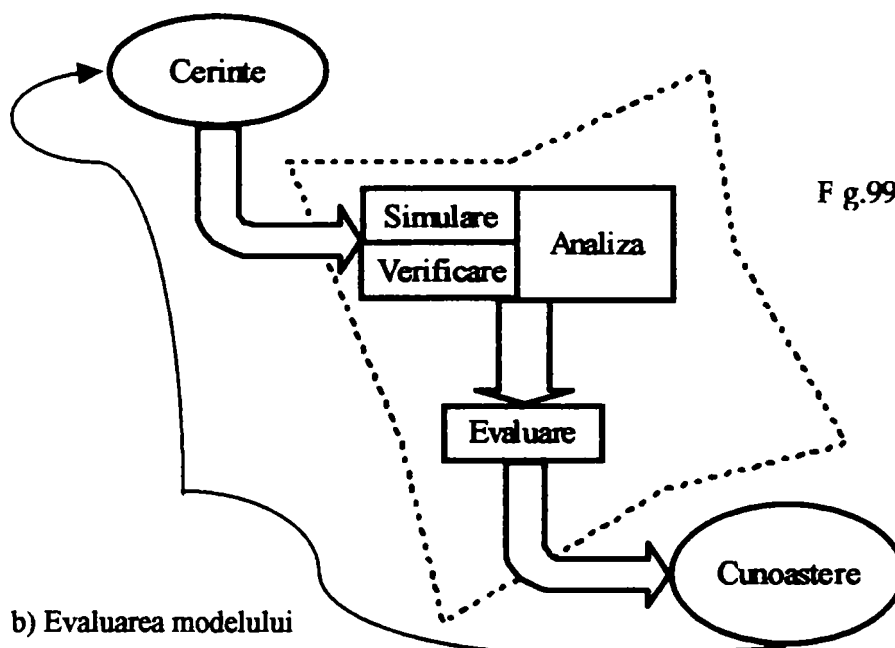 Cerinte
F g.99
Simulare
Analiza
Verificare
Evaluare
Cunoastere
b) Evaluarea modelului